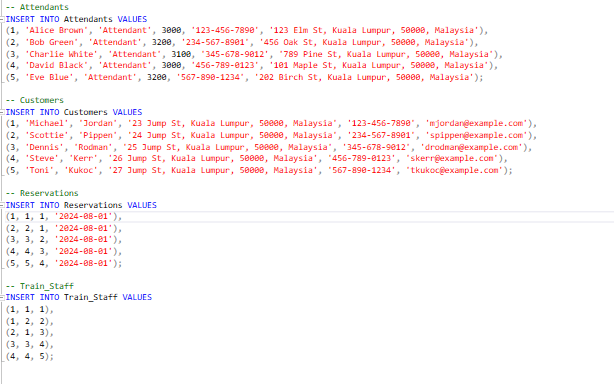 -- Attendants
INSERT INTO Attendants VALUES
(1, 'Alice Brown', 'Attendant', 3000, '123-456-7890', '123 Elm St, Kuala Lumpur, 50000, Malaysia'),
(2, 'Bob Green', 'Attendant', 3200, '234-567-8901', '456 Oak St, Kuala Lumpur, 50000, Malaysia'),
(3, 'Charlie White', 'Attendant', 3100, '345-678-9012', '789 Pine St, Kuala Lumpur, 50000, Malaysia'),
(4, 'David Black', 'Attendant', 3000, '456-789-0123', '101 Maple St, Kuala Lumpur, 50000, Malaysia'),
(5, 'Eve Blue', 'Attendant', 3200, '567-890-1234', '202 Birch St, Kuala Lumpur, 50000, Malaysia');
-- Customers
INSERT INTO Customers VALUES
(1, 'Michael', 'Jordan', '23 Jump St, Kuala Lumpur, 50000, Malaysia', '123-456-7890', 'mjordan@example.com'),
(2, 'Scottie', 'Pippen', '24 Jump St, Kuala Lumpur, 50000, Malaysia', '234-567-8901', 'spippen@example.com'),
(3, 'Dennis', 'Rodman', '25 Jump St, Kuala Lumpur, 50000, Malaysia', '345-678-9012', 'drodman@example.com'),
(4, 'Steve', 'Kerr', '26 Jump St, Kuala Lumpur, 50000, Malaysia', '456-789-0123', 'skerr@example.com'),
(5, 'Toni', 'Kukoc', '27 Jump St, Kuala Lumpur, 50000, Malaysia', '567-890-1234', 'tkukoc@example.com');
-- Reservations
INSERT INTO Reservations VALUES
(1, 1, 1, '2024-08-01'),
(2, 2, 1, '2024-08-01'),
(3, 3, 2, '2024-08-01'),
(4, 4, 3, '2024-08-01'),
(5, 5, 4, '2024-08-01');
-- Train_Staff
INSERT INTO Train_Staff VALUES
(1, 1, 1),
(1, 2, 2),
(2, 1, 3),
(3, 3, 4),
(4, 4, 5);